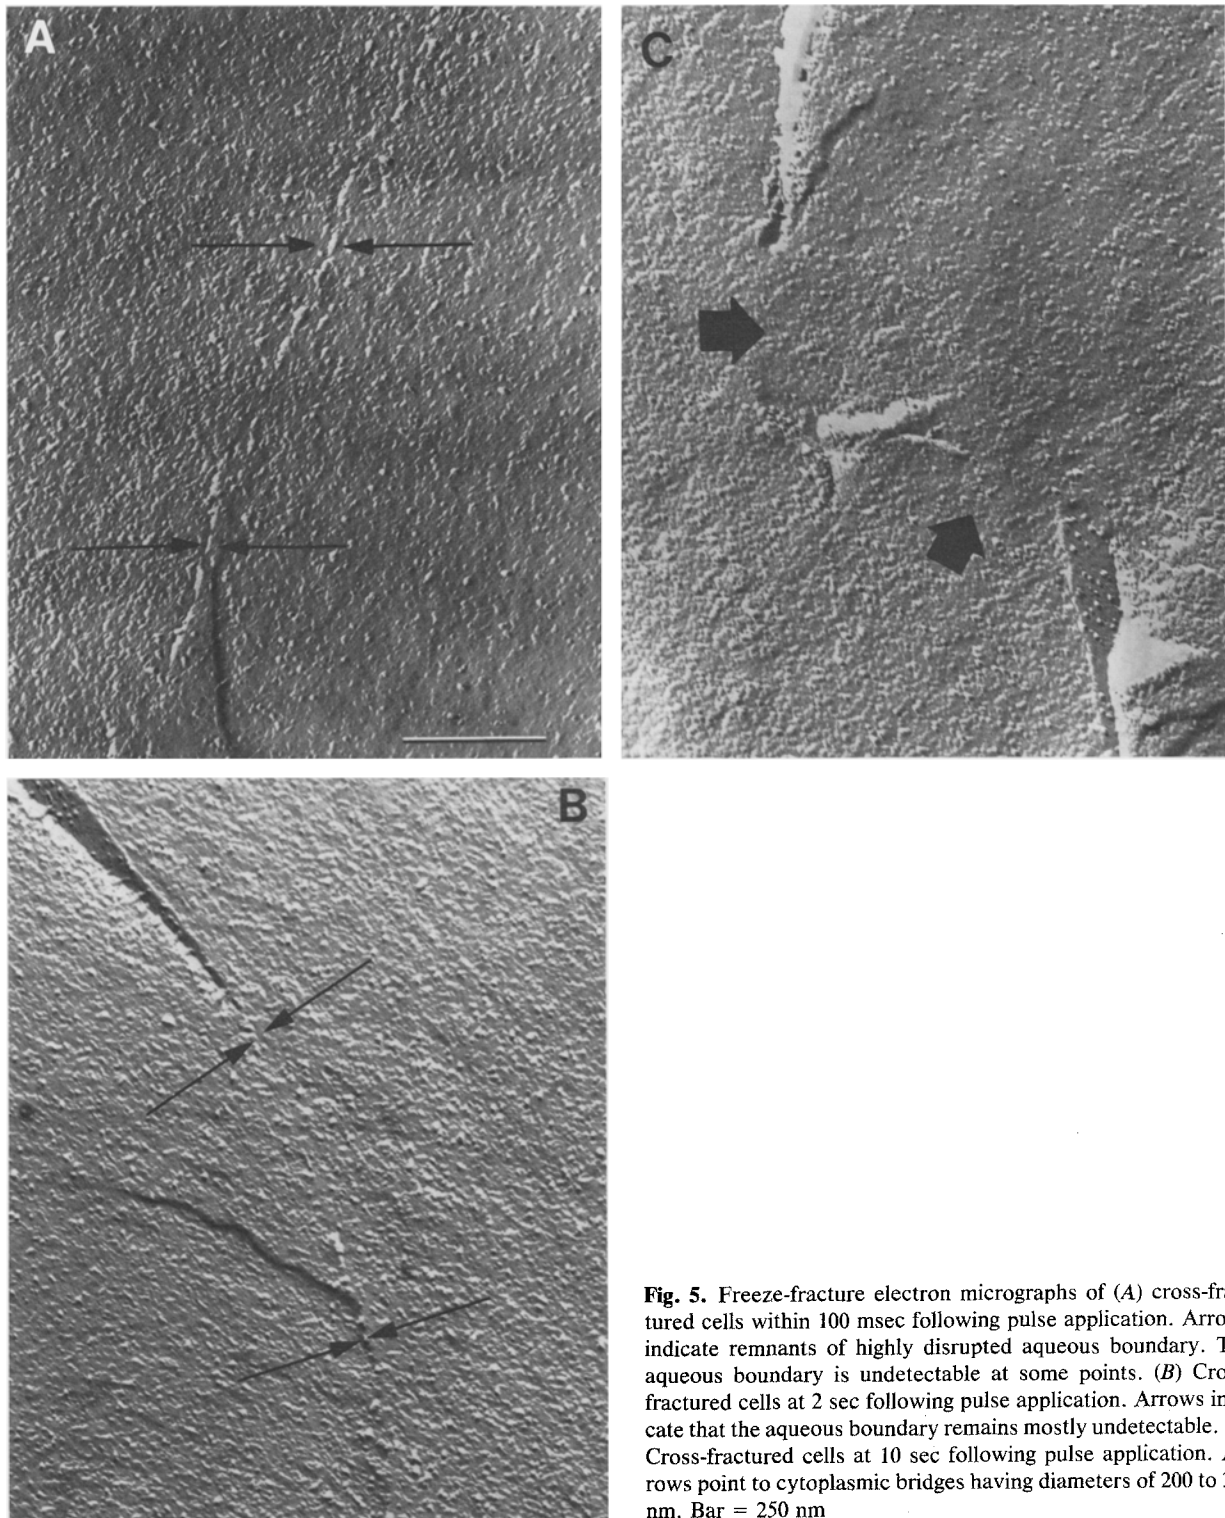 A
C
B
Fig. 5. Freeze-fracture electron micrographs of (A) cross-fra
tured cells within 100 msec following pulse application. Arro
indicate remnants of highly disrupted aqueous boundary. T
aqueous boundary is undetectable at some points. (B) Cro
fractured cells at 2 sec following pulse application. Arrows in
cate that the aqueous boundary remains mostly undetectable.
Cross-fractured cells at 10 sec following pulse application. A
rows point to cytoplasmic bridges having diameters of 200 to
nm. Bar = 250 nm